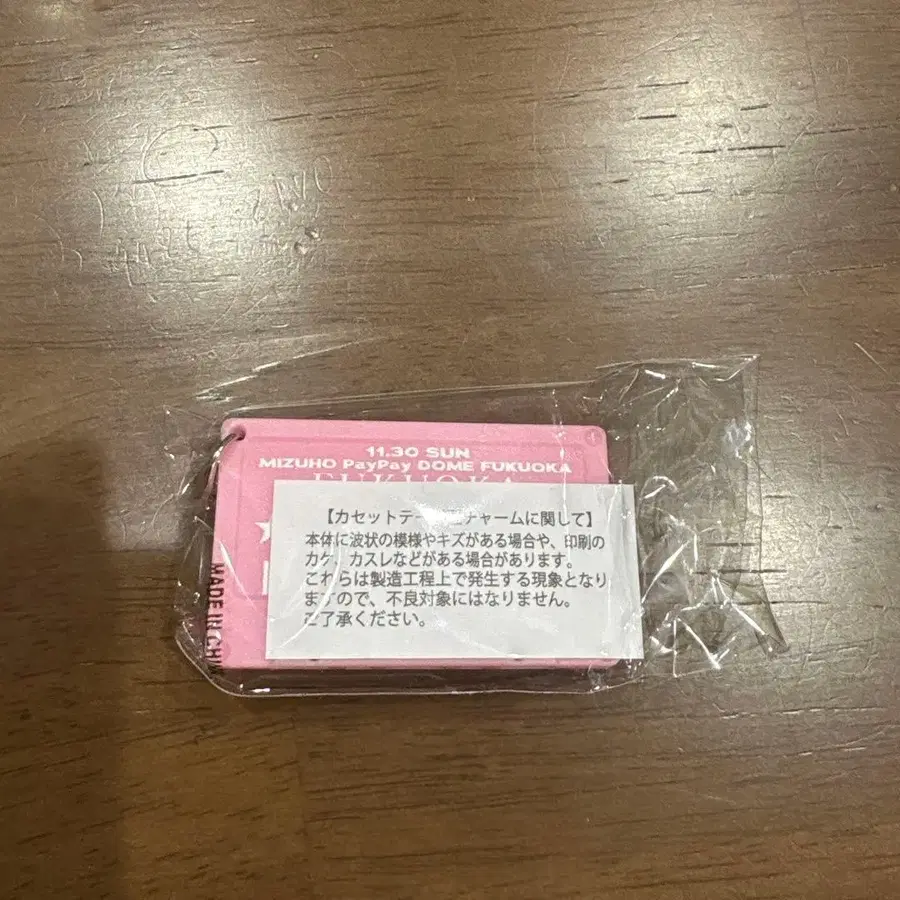 11.30 SUN
MIZUHO PayPay DOME FUKUOKA
FUKUOKA
【カセットテー 型チャームに関して】
本体に波状の模様やキズがある場合や、印刷の
カケ、カスレなどがある場合があります。
これらは製造工程上で発生する現象となり
ますので、不良対象にはなりません。
ご了承ください。
MADE IN CHI